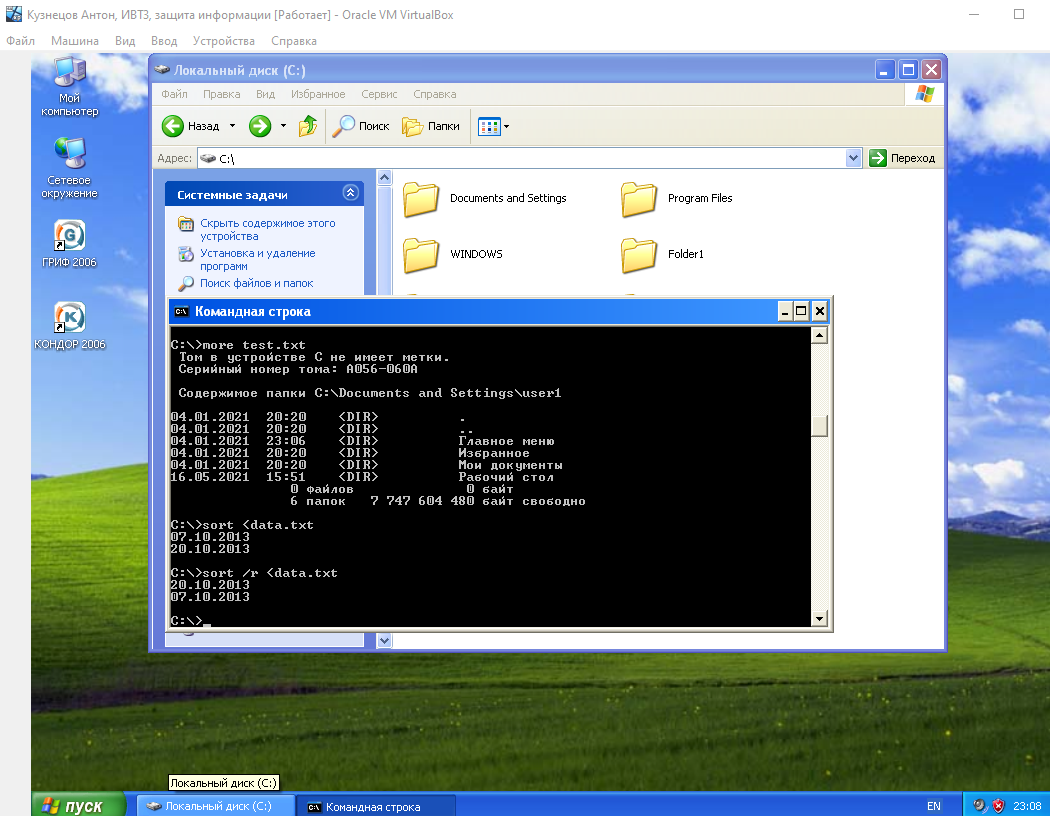 Кузнецов Антон, ИВТ3, защита информации [Работает] - Oracle VM VirtualBox
Файл Машина Вид Ввод Устройства Справка
Мой
компьютер
Сетевое
окружение
ГРИФ 2006
КОНДОР 2006
Локальный диск (C:)
Файл Правка Вид Избранное Сервис Справка
Назад Поиск Папки
Адрес: C:\ Переход
Системные задачи
Скрыть содержимое этого
устройства
Установка и удаление
программ
Поиск файлов и папок
Documents and Settings Program Files
WINDOWS Folder1
Командная строка
C:\>more test.txt
Том в устройстве C не имеет метки.
Серийный номер тома: A056-060A
Содержимое папки C:\Documents and Settings\user1
04.01.2021 20:20 <DIR> .
04.01.2021 20:20 <DIR> ..
04.01.2021 23:06 <DIR> Главное меню
04.01.2021 20:20 <DIR> Избранное
04.01.2021 20:20 <DIR> Мои документы
16.05.2021 15:51 <DIR> Рабочий стол
0 файлов 0 байт
6 папок 7 747 604 480 байт свободно
C:\>sort <data.txt
07.10.2013
20.10.2013
C:\>sort /r <data.txt
20.10.2013
07.10.2013
C:\>_
Локальный диск (C:)
пуск Локальный диск (C:) Командная строка EN 23:08